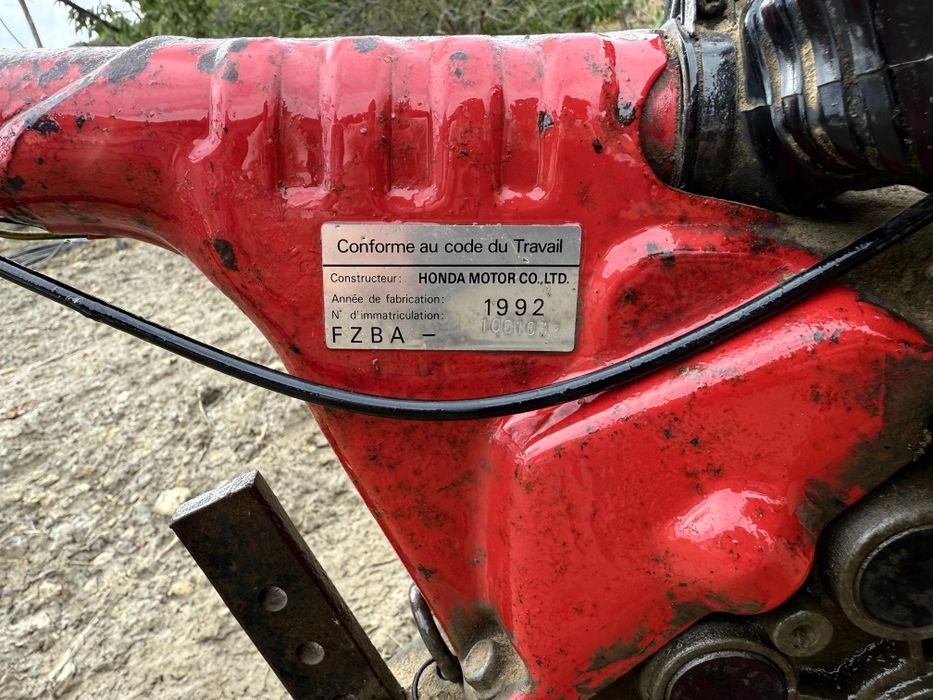 Conforme au code du Travail
Constructeur: HONDA MOTOR CO.,LTD.
Année de fabrication: 1992
N° d'immatriculation:
FZBA -